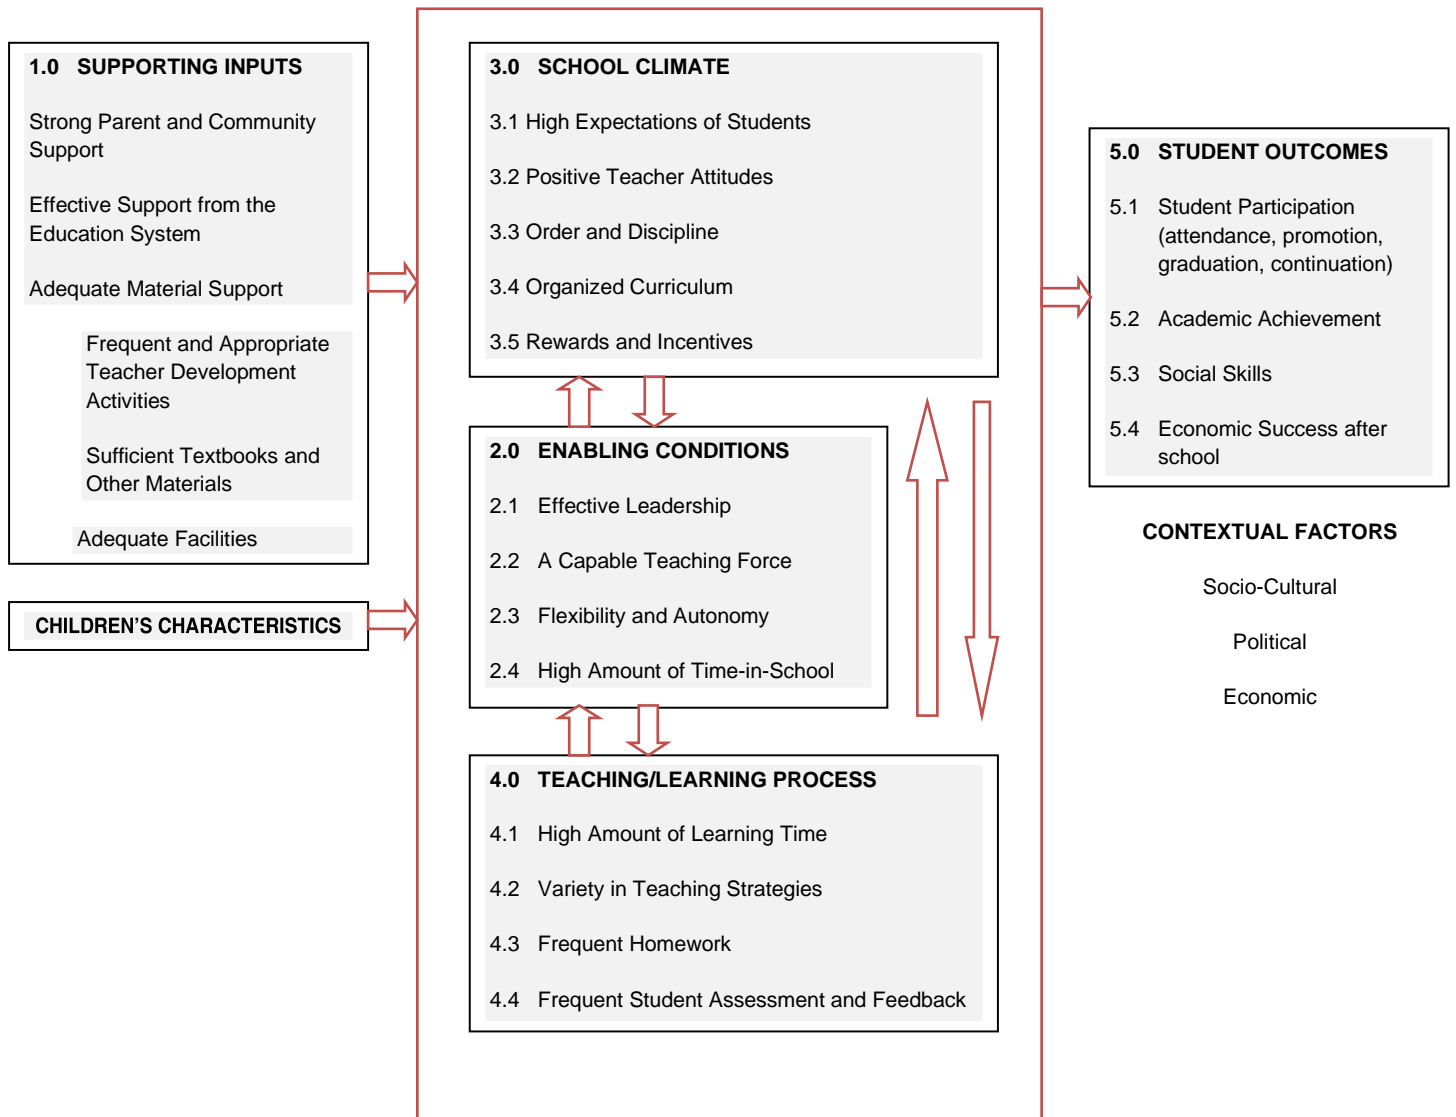 1.0 SUPPORTING INPUTS
Strong Parent and Community
Support
Effective Support from the
Education System
Adequate Material Support
Frequent and Appropriate
Teacher Development
Activities
Sufficient Textbooks and
Other Materials
Adequate Facilities
CHILDREN'S CHARACTERISTICS
3.0 SCHOOL CLIMATE
3.1 High Expectations of Students
3.2 Positive Teacher Attitudes
3.3 Order and Discipline
3.4 Organized Curriculum
3.5 Rewards and Incentives
2.0 ENABLING CONDITIONS
2.1 Effective Leadership
2.2 A Capable Teaching Force
2.3 Flexibility and Autonomy
2.4 High Amount of Time-in-School
4.0 TEACHING/LEARNING PROCESS
4.1 High Amount of Learning Time
4.2 Variety in Teaching Strategies
4.3 Frequent Homework
4.4 Frequent Student Assessment and Feedback
5.0 STUDENT OUTCOMES
5.1 Student Participation
(attendance, promotion,
graduation, continuation)
5.2 Academic Achievement
5.3 Social Skills
5.4 Economic Success after
school
CONTEXTUAL FACTORS
Socio-Cultural
Political
Economic